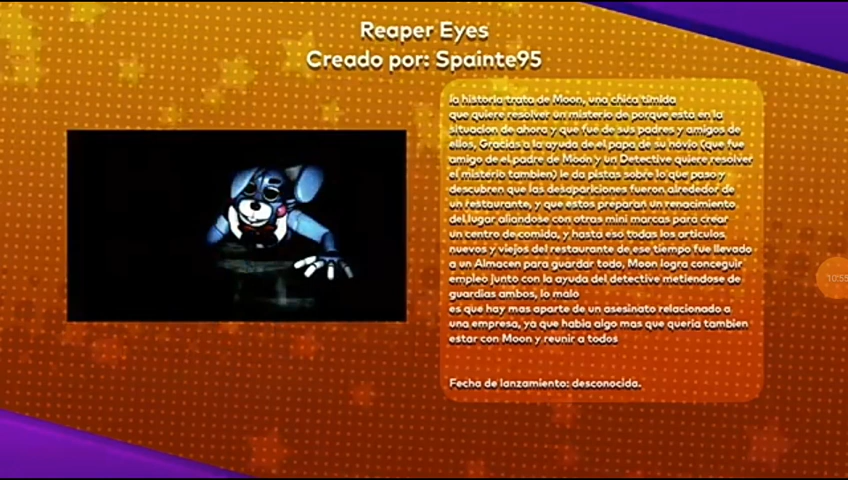 Reaper Eyes
Creado por: Spainte95
la historia trata de Moon, una chica timida
que quiere resolver un misterio de porque esta en la
situacion de ahora y que fue de sus padres y amigos de
ellos, Gracias a la ayuda de el papa de su novio (que fue
amigo de el padre de Moon y un Detective quiere resolver
el misterio tambien) le da pistas sobre lo que paso y
descubren que las desapariciones fueron alrededor de
un restaurante, y que estos preparan un renacimiento
del lugar aliandose con otras mini marcas para crear
un centro de comida, y hasta eso todas los articulos
nuevos y viejos del restaurante de ese tiempo fue llevado
a un Almacen para guardar todo, Moon logra conceguir
empleo junto con la ayuda del detective metiendose de
guardias ambos, lo malo
es que hay mas aparte de un asesinato relacionado a
una empresa, ya que habia algo mas que queria tambien
estar con Moon y reunir a todos
Fecha de lanzamiento: desconocida.
10:55